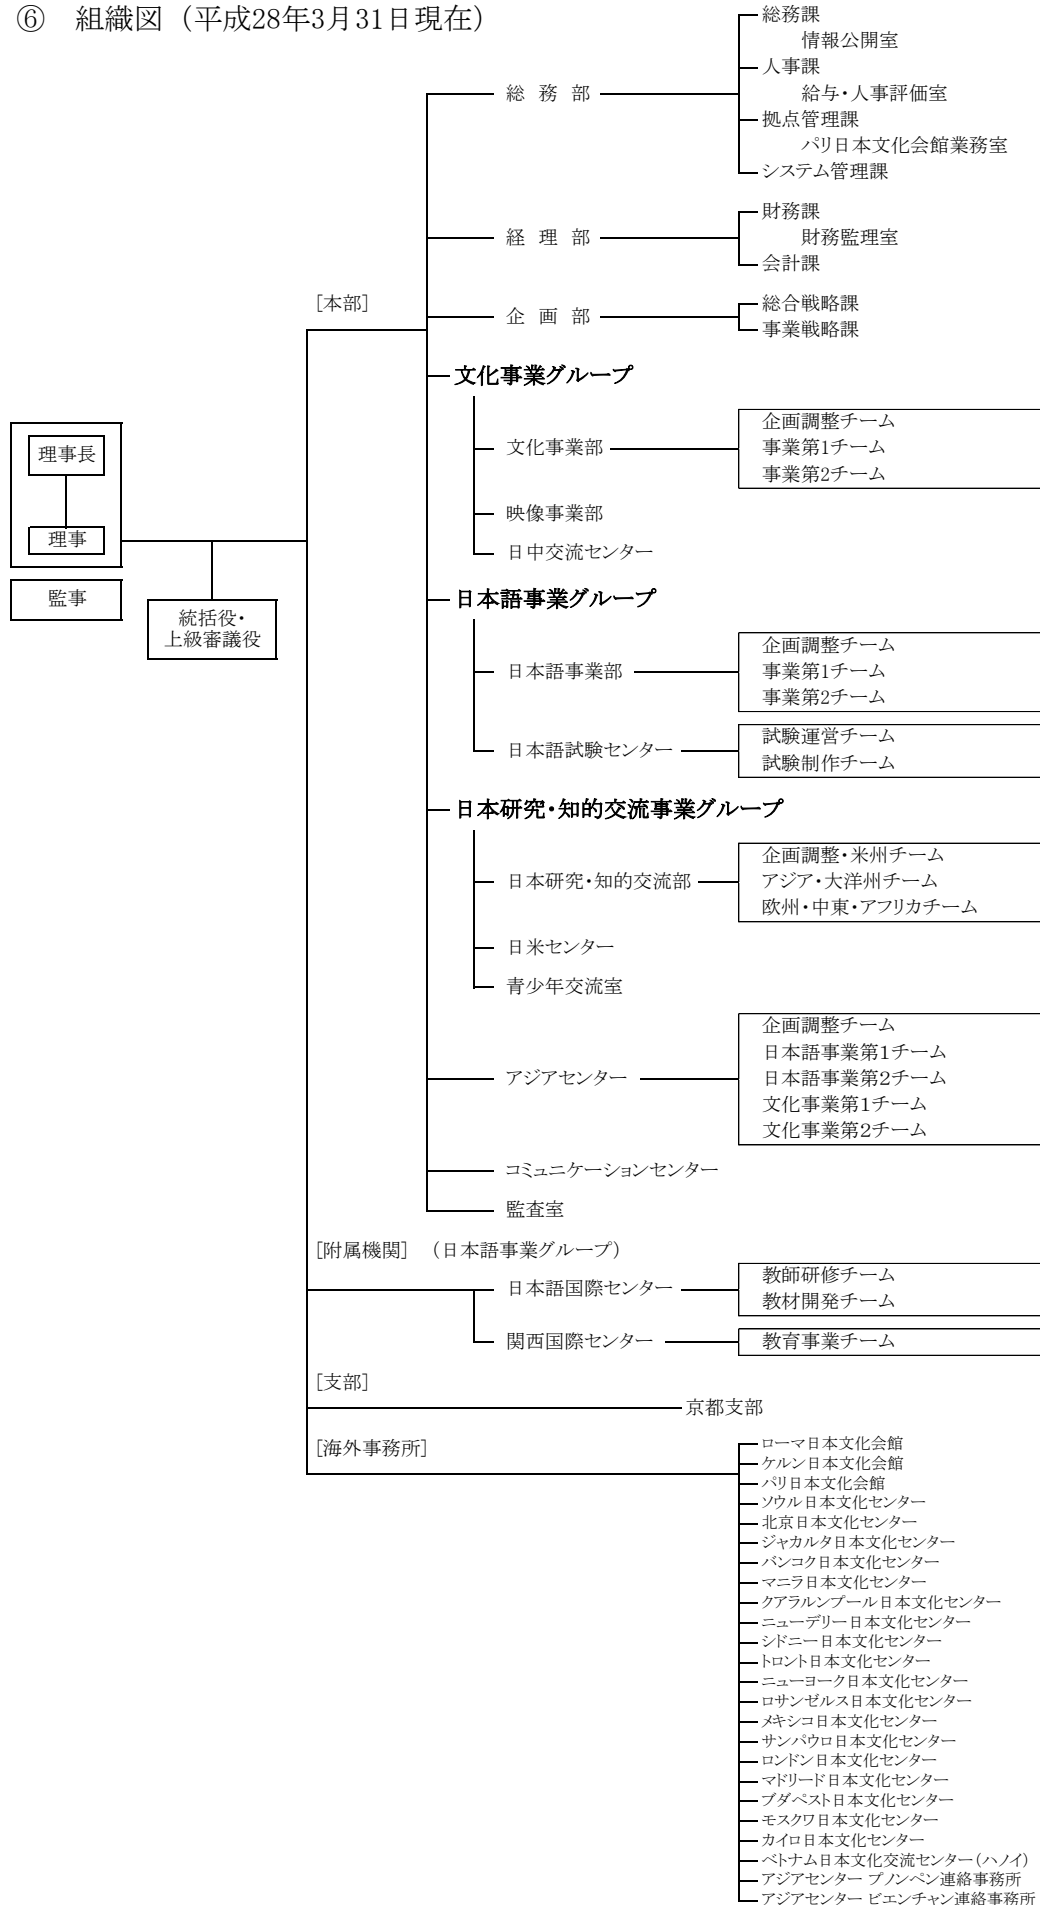 ⑥　組織図（平成28年3月31日現在）
総務課
情報公開室
人事課
給与・人事評価室
総　務　部
拠点管理課
パリ日本文化会館業務室
システム管理課
財務課
経　理　部
財務監理室
会計課
[本部]
企　画　部
総合戦略課
事業戦略課
文化事業グループ
文化事業部
企画調整チーム
事業第1チーム
事業第2チーム
映像事業部
日中交流センター
理事長
理事
監事
統括役・
上級審議役
日本語事業グループ
日本語事業部
企画調整チーム
事業第1チーム
事業第2チーム
日本語試験センター
試験運営チーム
試験制作チーム
日本研究・知的交流事業グループ
日本研究・知的交流部
企画調整・米州チーム
アジア・大洋州チーム
欧州・中東・アフリカチーム
日米センター
青少年交流室
アジアセンター
企画調整チーム
日本語事業第1チーム
日本語事業第2チーム
文化事業第1チーム
文化事業第2チーム
コミュニケーションセンター
監査室
[附属機関]　（日本語事業グループ）
日本語国際センター
教師研修チーム
教材開発チーム
関西国際センター
教育事業チーム
[支部]
京都支部
[海外事務所]
ローマ日本文化会館
ケルン日本文化会館
パリ日本文化会館
ソウル日本文化センター
北京日本文化センター
ジャカルタ日本文化センター
バンコク日本文化センター
マニラ日本文化センター
クアラルンプール日本文化センター
ニューデリー日本文化センター
シドニー日本文化センター
トロント日本文化センター
ニューヨーク日本文化センター
ロサンゼルス日本文化センター
メキシコ日本文化センター
サンパウロ日本文化センター
ロンドン日本文化センター
マドリード日本文化センター
ブダペスト日本文化センター
モスクワ日本文化センター
カイロ日本文化センター
ベトナム日本文化交流センター（ハノイ）
アジアセンター プノンペン連絡事務所
アジアセンター ビエンチャン連絡事務所